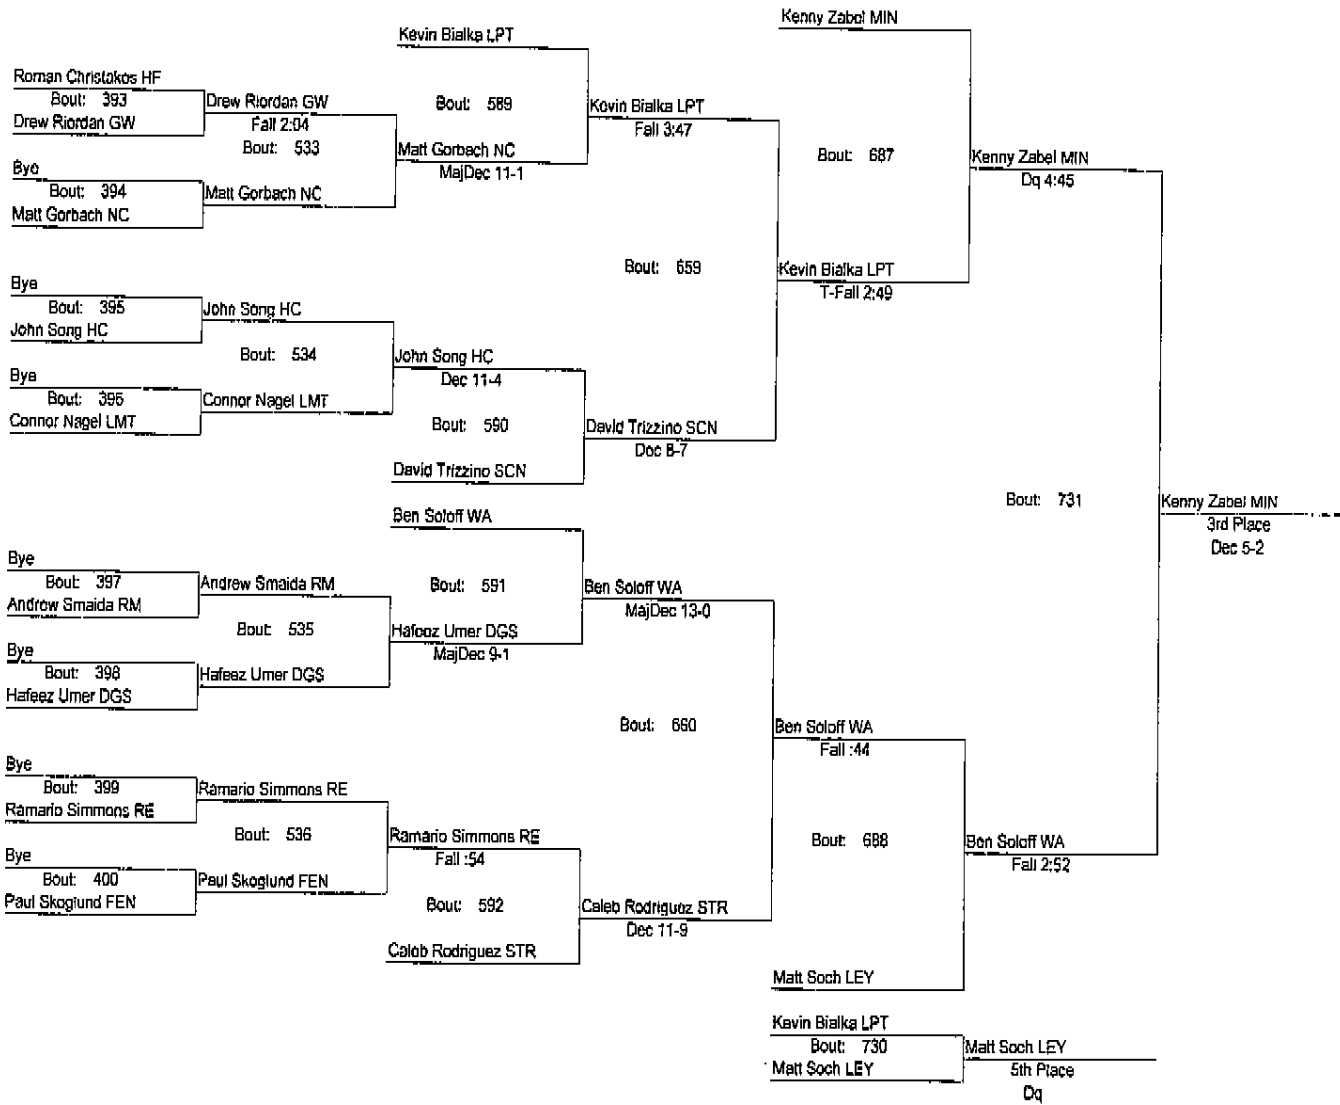 Kenny Zabel MIN
Kevin Bialka LPT
Roman Christakos HF
Bout: 393
Drew Riordan GW
Drew Riordan GW
Fall 2:04
Bout: 533
Bout: 589
Kevin Bialka LPT
Fall 3:47
Matt Gorbach NC
MajDec 11-1
Bye
Bout: 394
Matt Gorbach NC
Matt Gorbach NC
Bout: 687
Kenny Zabel MIN
Dq 4:45
Bout: 659
Kevin Bialka LPT
T-Fall 2:49
Bye
Bout: 395
John Song HC
John Song HC
Bout: 534
John Song HC
Dec 11-4
Bye
Bout: 396
Connor Nagel LMT
Connor Nagel LMT
Bout: 590
David Trizzino SCN
Dec 8-7
David Trizzino SCN
Bout: 731
Kenny Zabel MIN
3rd Place
Dec 5-2
Ben Soloff WA
Bye
Bout: 397
Andrew Smaida RM
Andrew Smaida RM
Bout: 591
Ben Soloff WA
MajDec 13-0
Bout: 535
Hafeez Umer DGS
MajDec 9-1
Bye
Bout: 398
Hafeez Umer DGS
Hafeez Umer DGS
Bout: 660
Ben Soloff WA
Fall :44
Bye
Bout: 399
Ramario Simmons RE
Ramario Simmons RE
Bout: 536
Ramario Simmons RE
Fall :54
Bout: 688
Ben Soloff WA
Fall 2:52
Bye
Bout: 400
Paul Skoglund FEN
Paul Skoglund FEN
Bout: 592
Caleb Rodriguez STR
Dec 11-9
Caleb Rodriguez STR
Matt Soch LEY
Kevin Bialka LPT
Bout: 730
Matt Soch LEY
Matt Soch LEY
5th Place
Dq